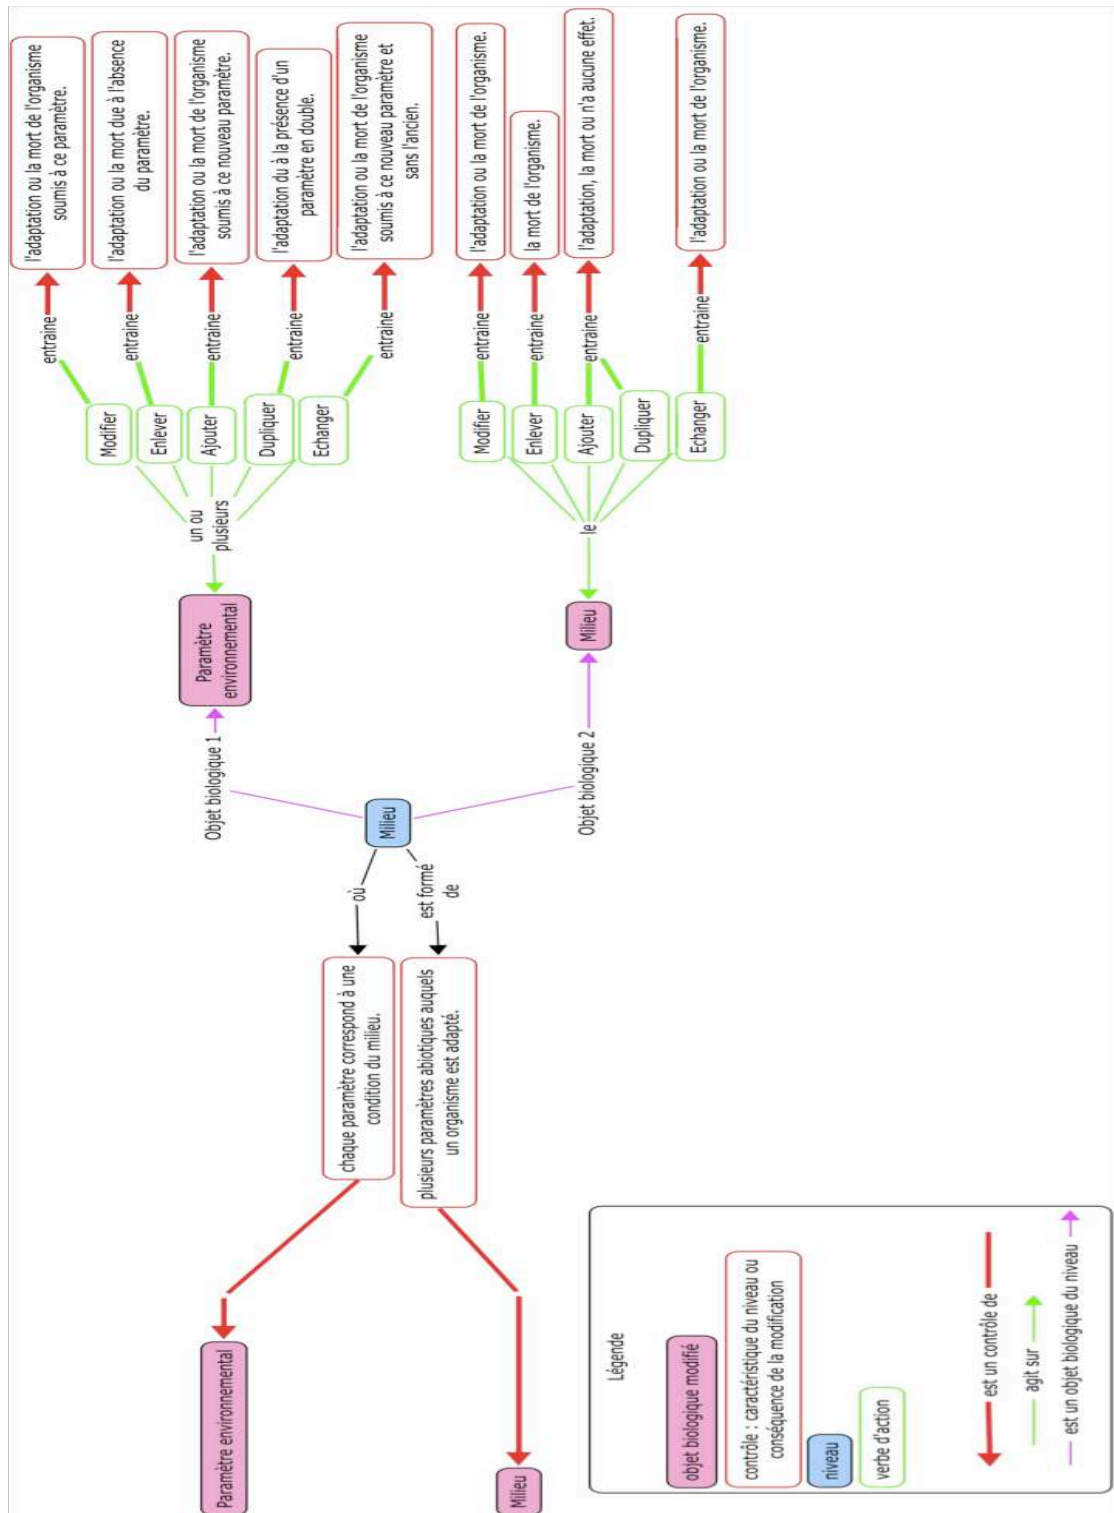 Paramètre environnemental
Milieu
chaque paramètre correspond à une
condition du milieu.
plusieurs paramètres abiotiques auquels
un organisme est adapté.
où
est formé
de
Milieu
Objet biologique 1
Paramètre
environnemental
un ou
plusieurs
Modifier
entraine
l'adaptation ou la mort de l'organisme
soumis à ce paramètre.
Enlever
entraine
l'adaptation ou la mort due à l'absence
du paramètre.
Ajouter
entraine
l'adaptation ou la mort de l'organisme
soumis à ce nouveau paramètre.
Dupliquer
entraine
l'adaptation du à la présence d'un
paramètre en double.
Echanger
entraine
l'adaptation ou la mort de l'organisme
soumis à ce nouveau paramètre et
sans l'ancien.
Objet biologique 2
Milieu
le
Modifier
entraine
l'adaptation ou la mort de l'organisme.
Enlever
entraine
la mort de l'organisme.
Ajouter
entraine
l'adaptation, la mort ou n'a aucune effet.
Dupliquer
Echanger
entraine
l'adaptation ou la mort de l'organisme.
Légende
objet biologique modifié
contrôle : caractéristique du niveau ou
conséquence de la modification
niveau
verbe d'action
est un contrôle de
agit sur
est un objet biologique du niveau